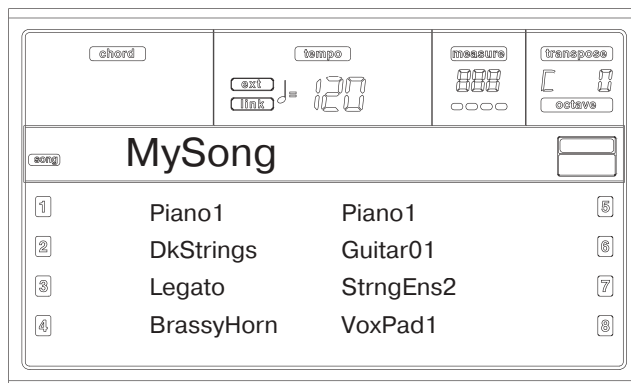 chord tempo measure transpose
ext ♩= 120 888 C 0
link octave
song MySong
1 Piano1 Piano1 5
2 DkStrings Guitar01 6
3 Legato StrngEns2 7
4 BrassyHorn VoxPad1 8